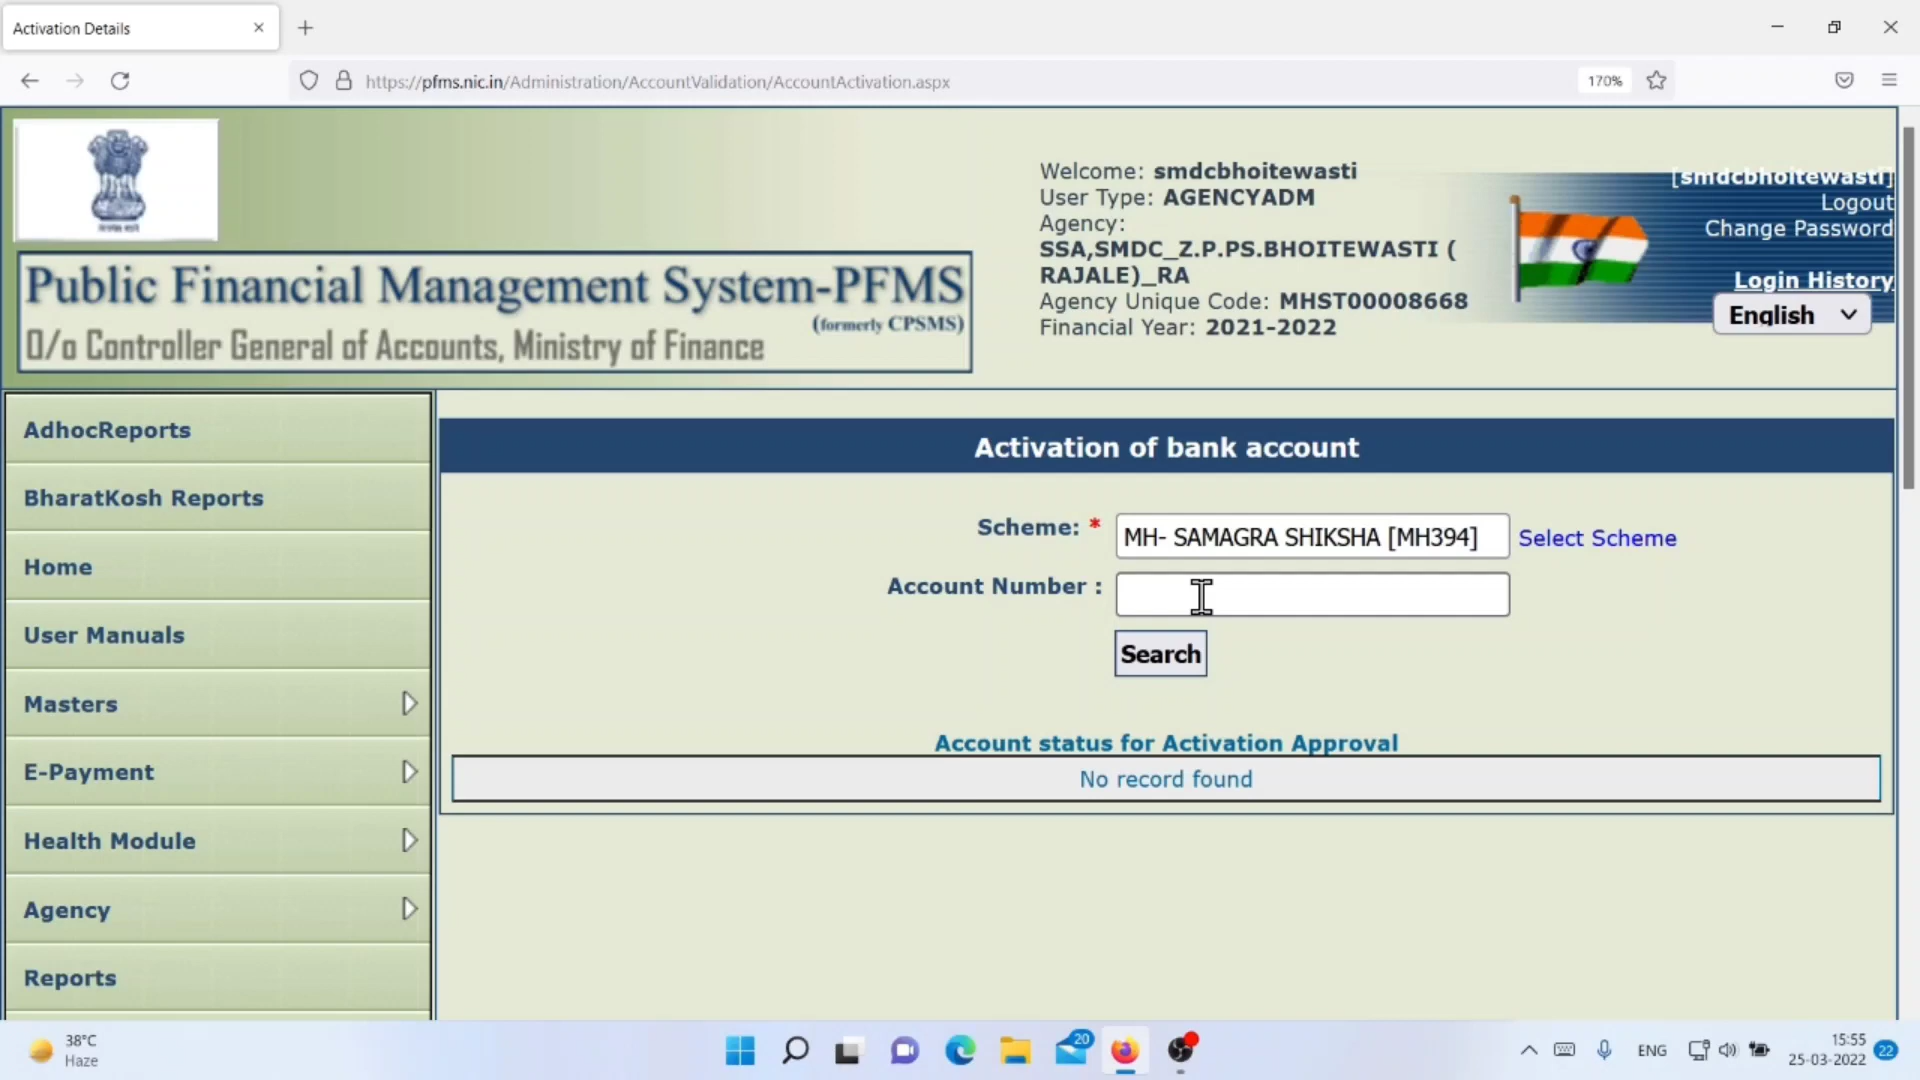 Activation Details
https://pfms.nic.in/Administration/AccountValidation/AccountActivation.aspx
170%
Welcome: smdcbhoitewasti
User Type: AGENCYADM
Agency:
SSA,SMDC_Z.P.PS.BHOITEWASTI (
RAJALE)_RA
Agency Unique Code: MHST00008668
Financial Year: 2021-2022
[smdcbhoitewasti]
Logout
Change Password
Login History
English
Public Financial Management System-PFMS
(formerly CPSMS)
O/o Controller General of Accounts, Ministry of Finance
AdhocReports
BharatKosh Reports
Home
User Manuals
Masters
E-Payment
Health Module
Agency
Reports
Activation of bank account
Scheme: * MH- SAMAGRA SHIKSHA [MH394] Select Scheme
Account Number :
Search
Account status for Activation Approval
No record found
38°C
Haze
20
ENG
15:55
25-03-2022
22